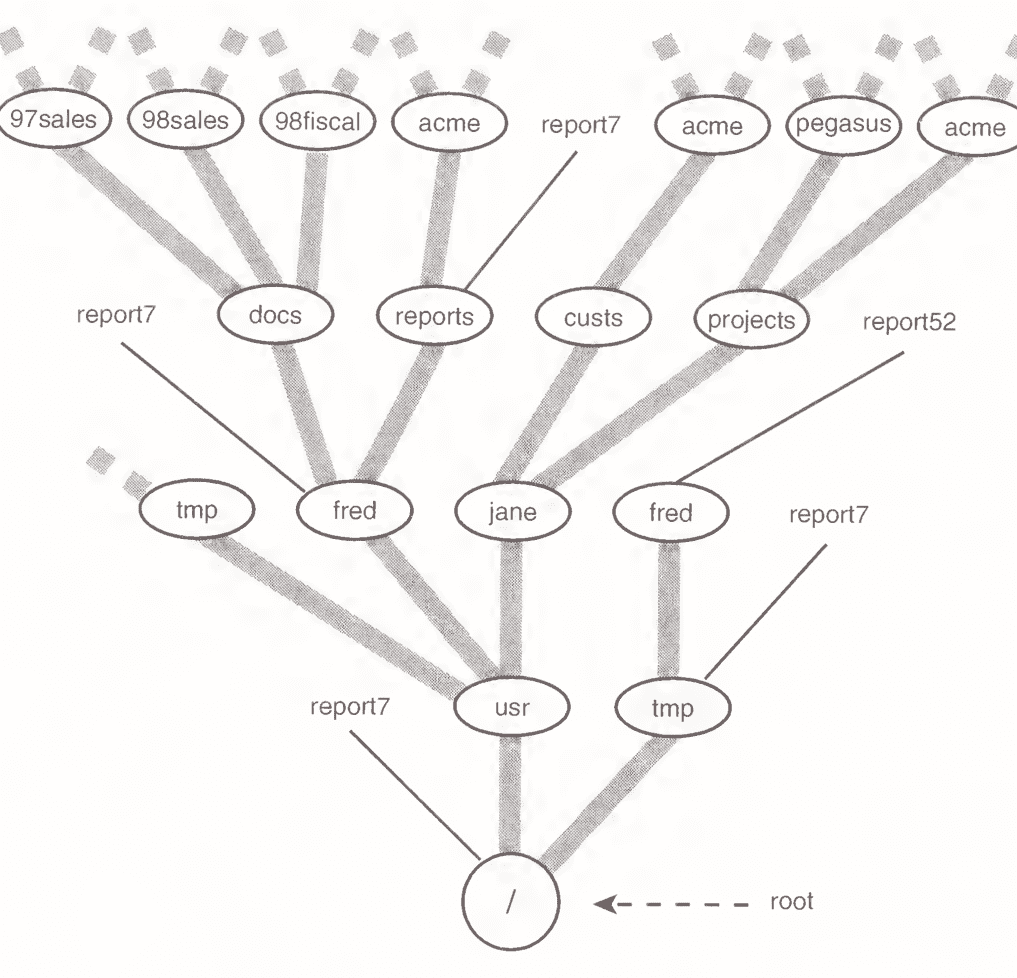 97sales 98sales 98fiscal acme report7 acme pegasus acme
report7 docs reports custs projects report52
tmp fred jane fred report7
report7 usr tmp
/ root